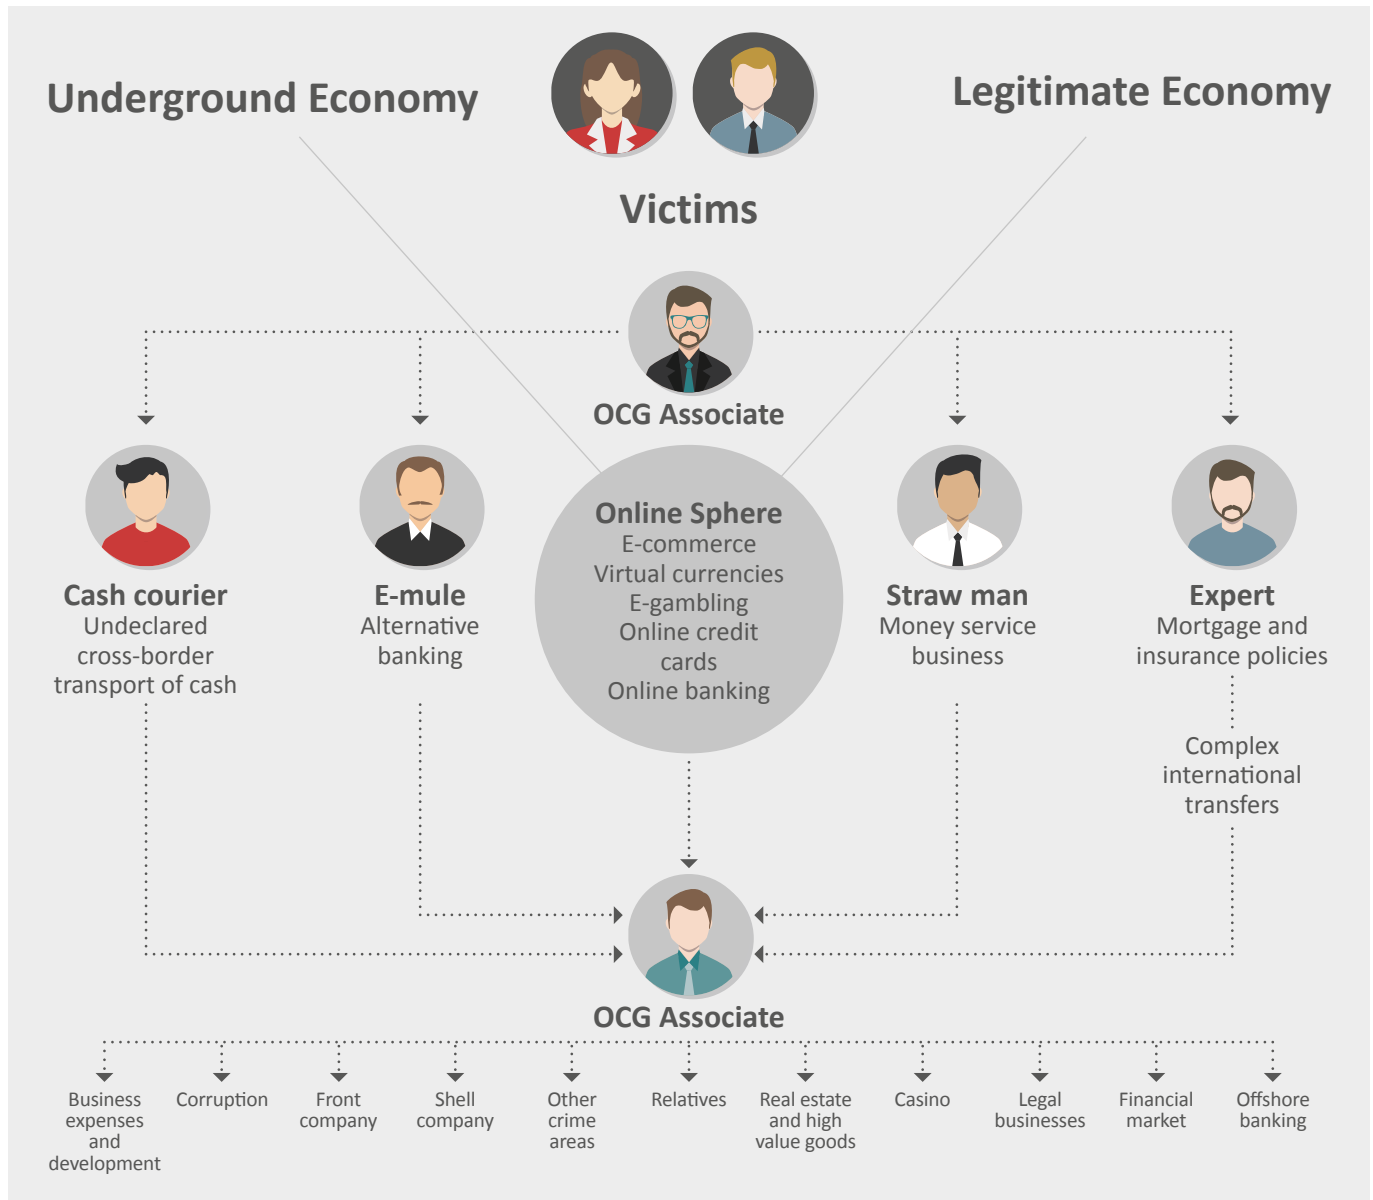 Underground Economy
Legitimate Economy
Victims
OCG Associate
Cash courier
Undeclared
cross-border
transport of cash
E-mule
Alternative
banking
Online Sphere
E-commerce
Virtual currencies
E-gambling
Online credit
cards
Online banking
Straw man
Money service
business
Expert
Mortgage and
insurance policies
Complex
international
transfers
OCG Associate
Business
expenses
and
development
Corruption
Front
company
Shell
company
Other
crime
areas
Relatives
Real estate
and high
value goods
Casino
Legal
businesses
Financial
market
Offshore
banking